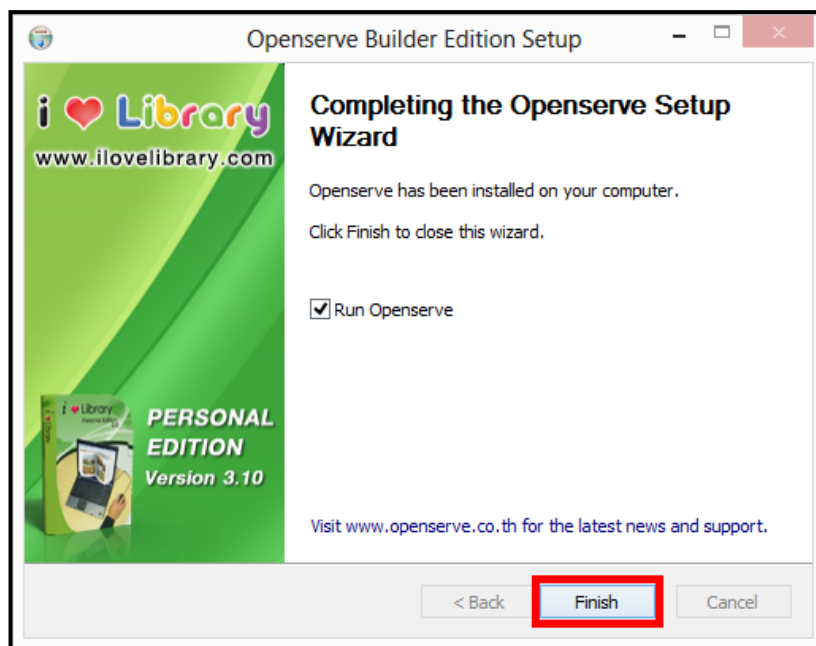 Openserve Builder Edition Setup
i ❤ Library
www.ilovelibrary.com
Completing the Openserve Setup
Wizard
Openserve has been installed on your computer.
Click Finish to close this wizard.
Run Openserve
i ❤ Library
PERSONAL
EDITION
Version 3.10
Visit www.openserve.co.th for the latest news and support.
< Back
Finish
Cancel